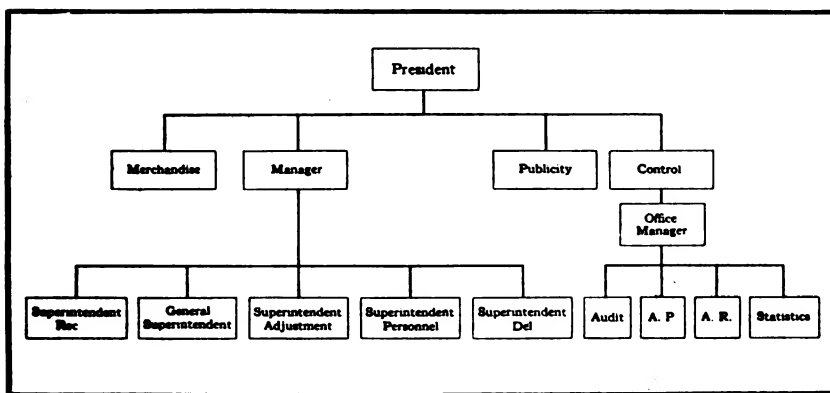 President
Merchandise
Manager
Publicity
Control
Office
Manager
Superintendent
Rec
General
Superintendent
Superintendent
Adjustment
Superintendent
Personnel
Superintendent
Del
Audit
A. P
A. R.
Statistics